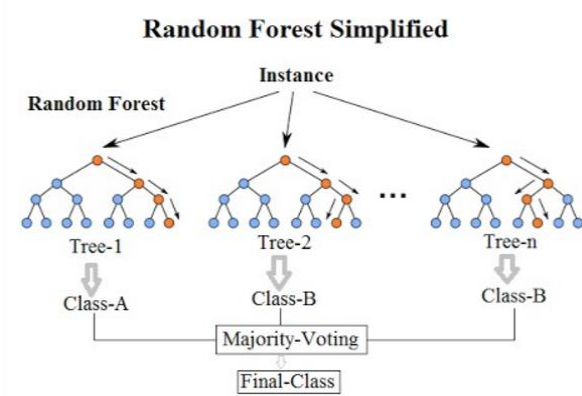 Random Forest Simplified
Instance
Random Forest
...
Tree-1
Tree-2
Tree-n
Class-A
Class-B
Class-B
Majority-Voting
Final-Class